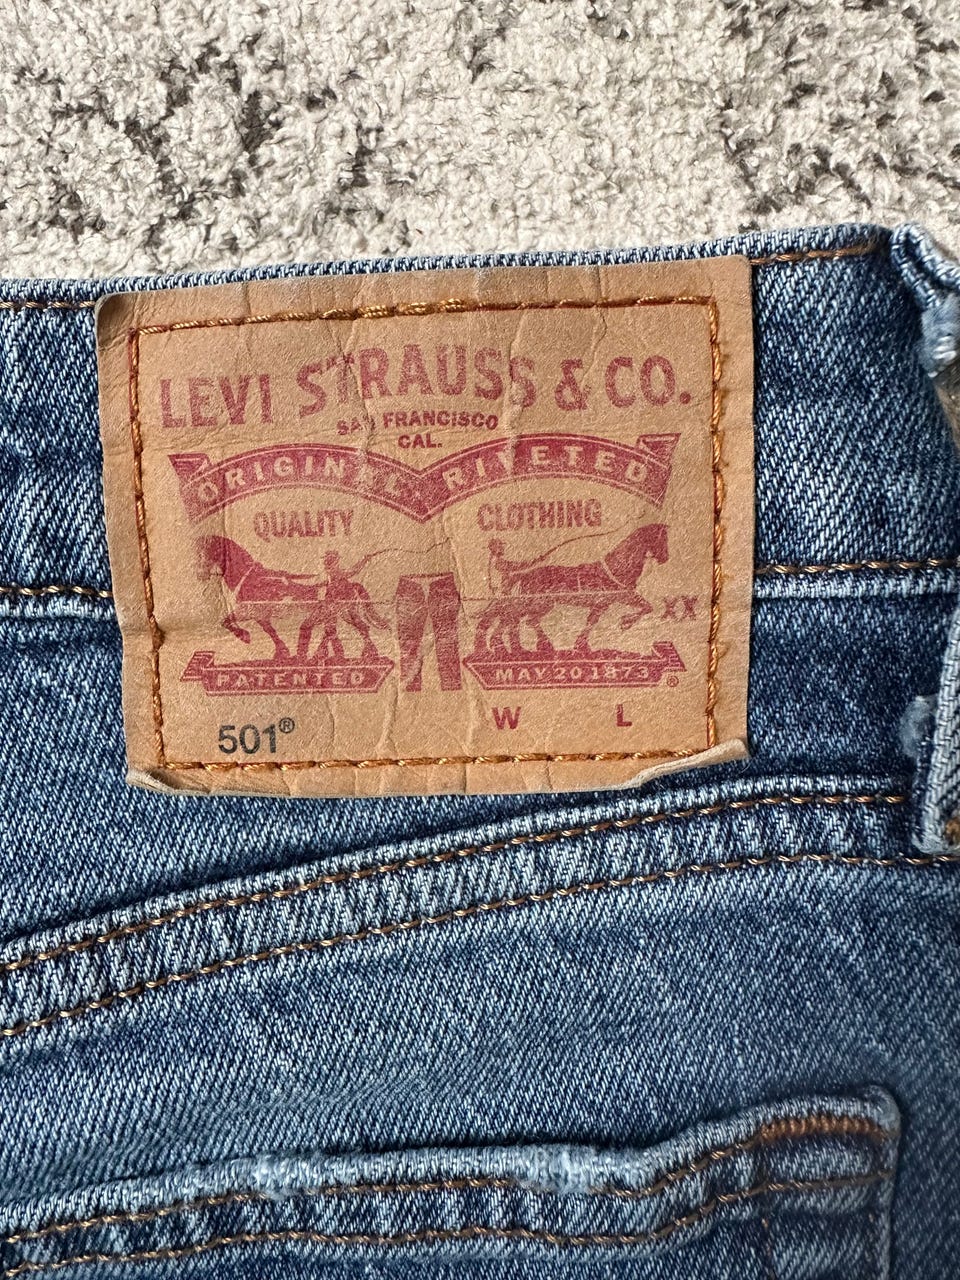 LEVI STRAUSS & CO.
SAN FRANCISCO
CAL.
ORIGINAL RIVETED
QUALITY CLOTHING
XX
PATENTED MAY 20 1873 ®
W L
501®